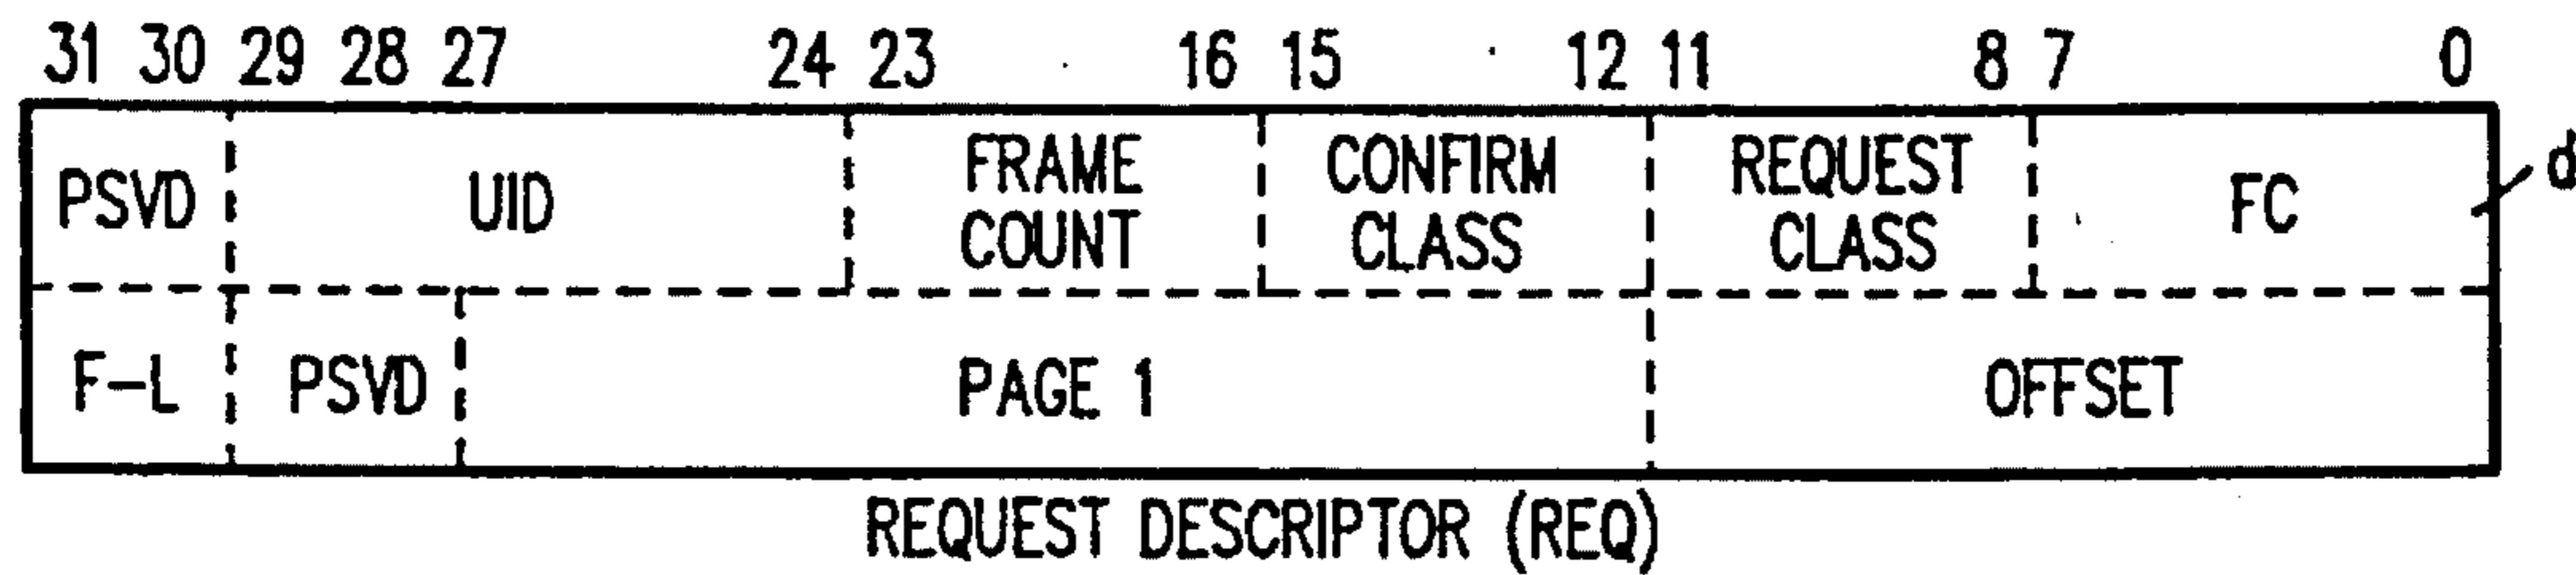 31 30 29 28 27 24 23 16 15 12 11 8 7 0
PSVD UID FRAME COUNT CONFIRM CLASS REQUEST CLASS FC d
F-L PSVD PAGE 1 OFFSET
REQUEST DESCRIPTOR (REQ)